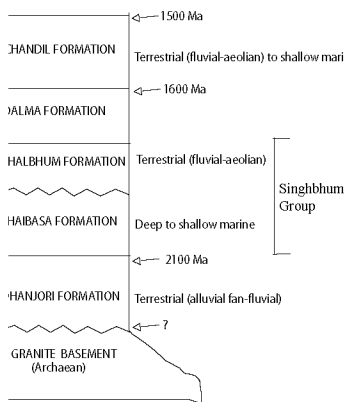 1500 Ma
HANDIL FORMATION
Terrestrial (fluvial-aeolian) to shallow mari
1600 Ma
DALMA FORMATION
HALBHUM FORMATION
Terrestrial (fluvial-aeolian)
Singhbhum
Group
HAIBASA FORMATION
Deep to shallow marine
2100 Ma
HANJORI FORMATION
Terrestrial (alluvial fan-fluvial)
?
GRANITE BASEMENT
(Archaean)